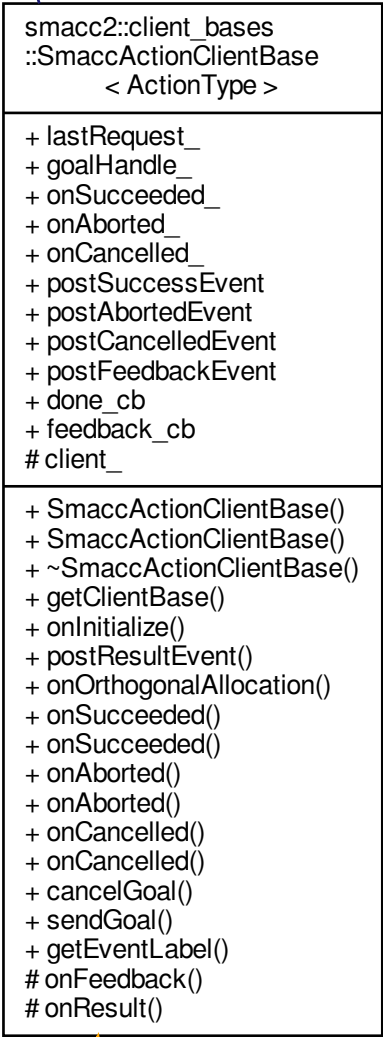 smacc2::client_bases
::SmaccActionClientBase
< ActionType >
+ lastRequest_
+ goalHandle_
+ onSucceeded_
+ onAborted_
+ onCancelled_
+ postSuccessEvent
+ postAbortedEvent
+ postCancelledEvent
+ postFeedbackEvent
+ done_cb
+ feedback_cb
# client_
+ SmaccActionClientBase()
+ SmaccActionClientBase()
+ ~SmaccActionClientBase()
+ getClientBase()
+ onInitialize()
+ postResultEvent()
+ onOrthogonalAllocation()
+ onSucceeded()
+ onSucceeded()
+ onAborted()
+ onAborted()
+ onCancelled()
+ onCancelled()
+ cancelGoal()
+ sendGoal()
+ getEventLabel()
# onFeedback()
# onResult()